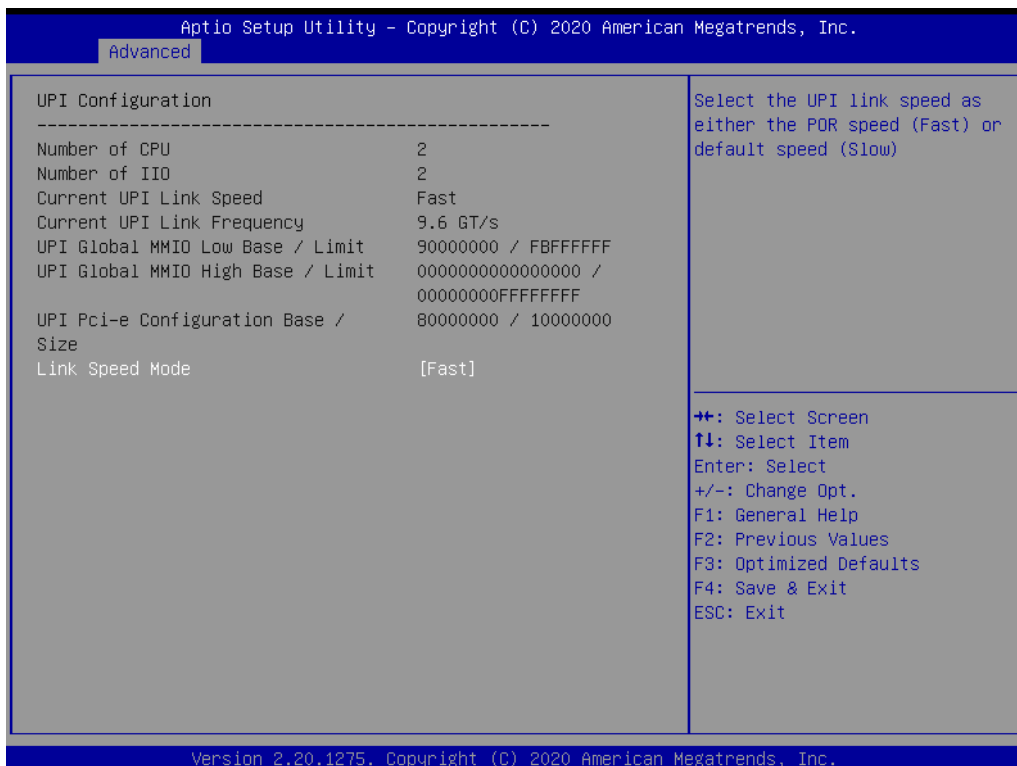 Aptio Setup Utility – Copyright (C) 2020 American Megatrends, Inc.
Advanced
UPI Configuration
--------------------------------------------------
Number of CPU 2
Number of IIO 2
Current UPI Link Speed Fast
Current UPI Link Frequency 9.6 GT/s
UPI Global MMIO Low Base / Limit 90000000 / FBFFFFFF
UPI Global MMIO High Base / Limit 0000000000000000 /
00000000FFFFFFFF
UPI Pci-e Configuration Base / 80000000 / 10000000
Size
Link Speed Mode [Fast]
Select the UPI link speed as
either the POR speed (Fast) or
default speed (Slow)
→←: Select Screen
↑↓: Select Item
Enter: Select
+/-: Change Opt.
F1: General Help
F2: Previous Values
F3: Optimized Defaults
F4: Save & Exit
ESC: Exit
Version 2.20.1275. Copyright (C) 2020 American Megatrends, Inc.